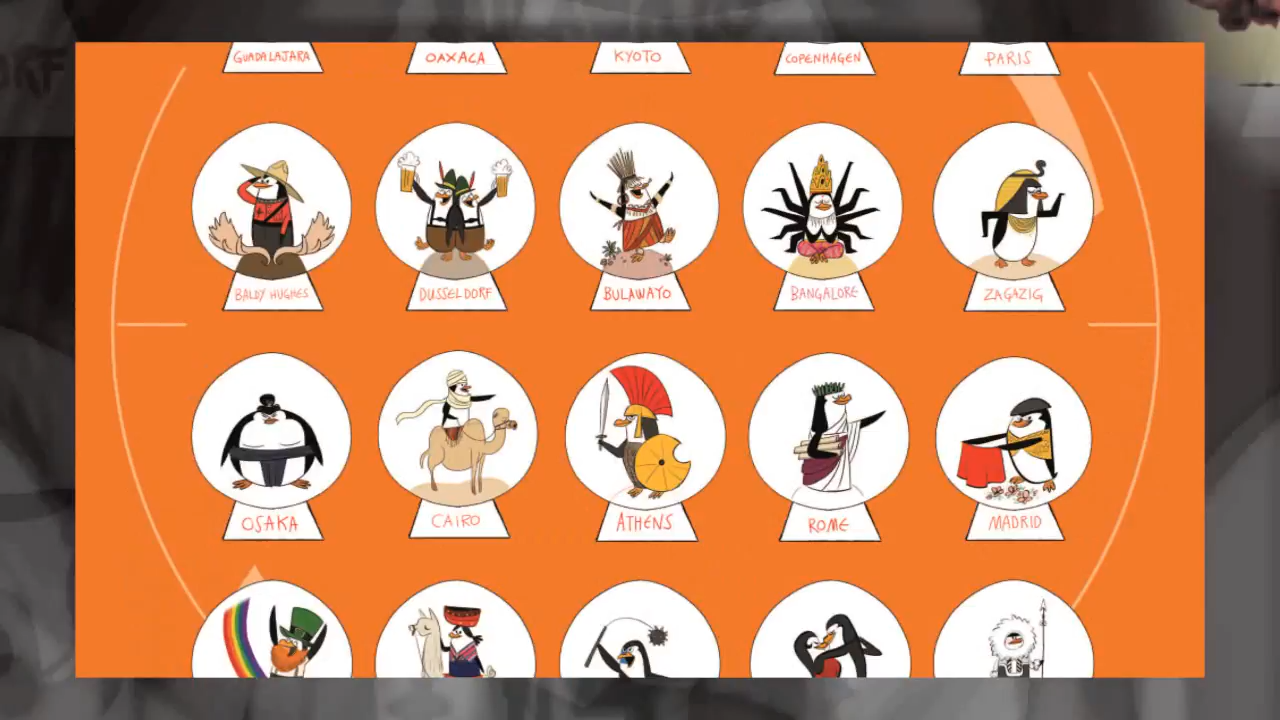 GUADALAJARA
OAXACA
KYOTO
COPENHAGEN
PARIS
BALDY HUGHES
DUSSELDORF
BULAWAYO
BANGALORE
ZAGAZIG
OSAKA
CAIRO
ATHENS
ROME
MADRID